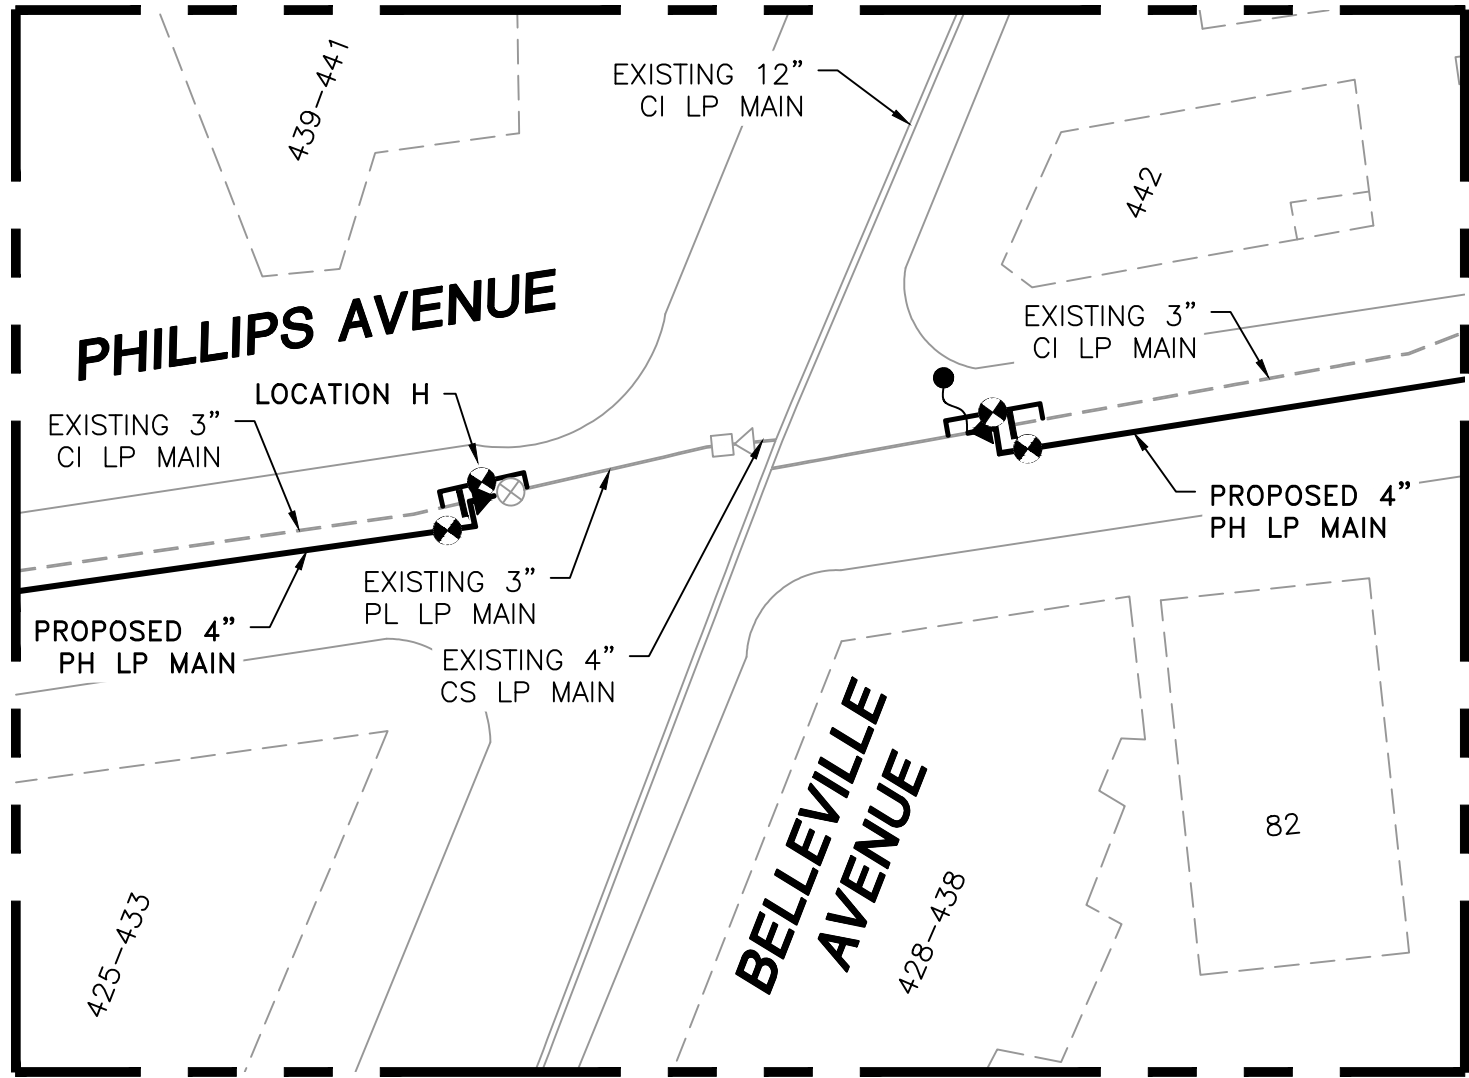 439-441
EXISTING 12"
CI LP MAIN
442
PHILLIPS AVENUE
EXISTING 3"
CI LP MAIN
LOCATION H
EXISTING 3"
CI LP MAIN
PROPOSED 4"
PH LP MAIN
EXISTING 3"
PL LP MAIN
PROPOSED 4"
PH LP MAIN
EXISTING 4"
CS LP MAIN
BELLEVILLE
AVENUE
82
425-433
428-438